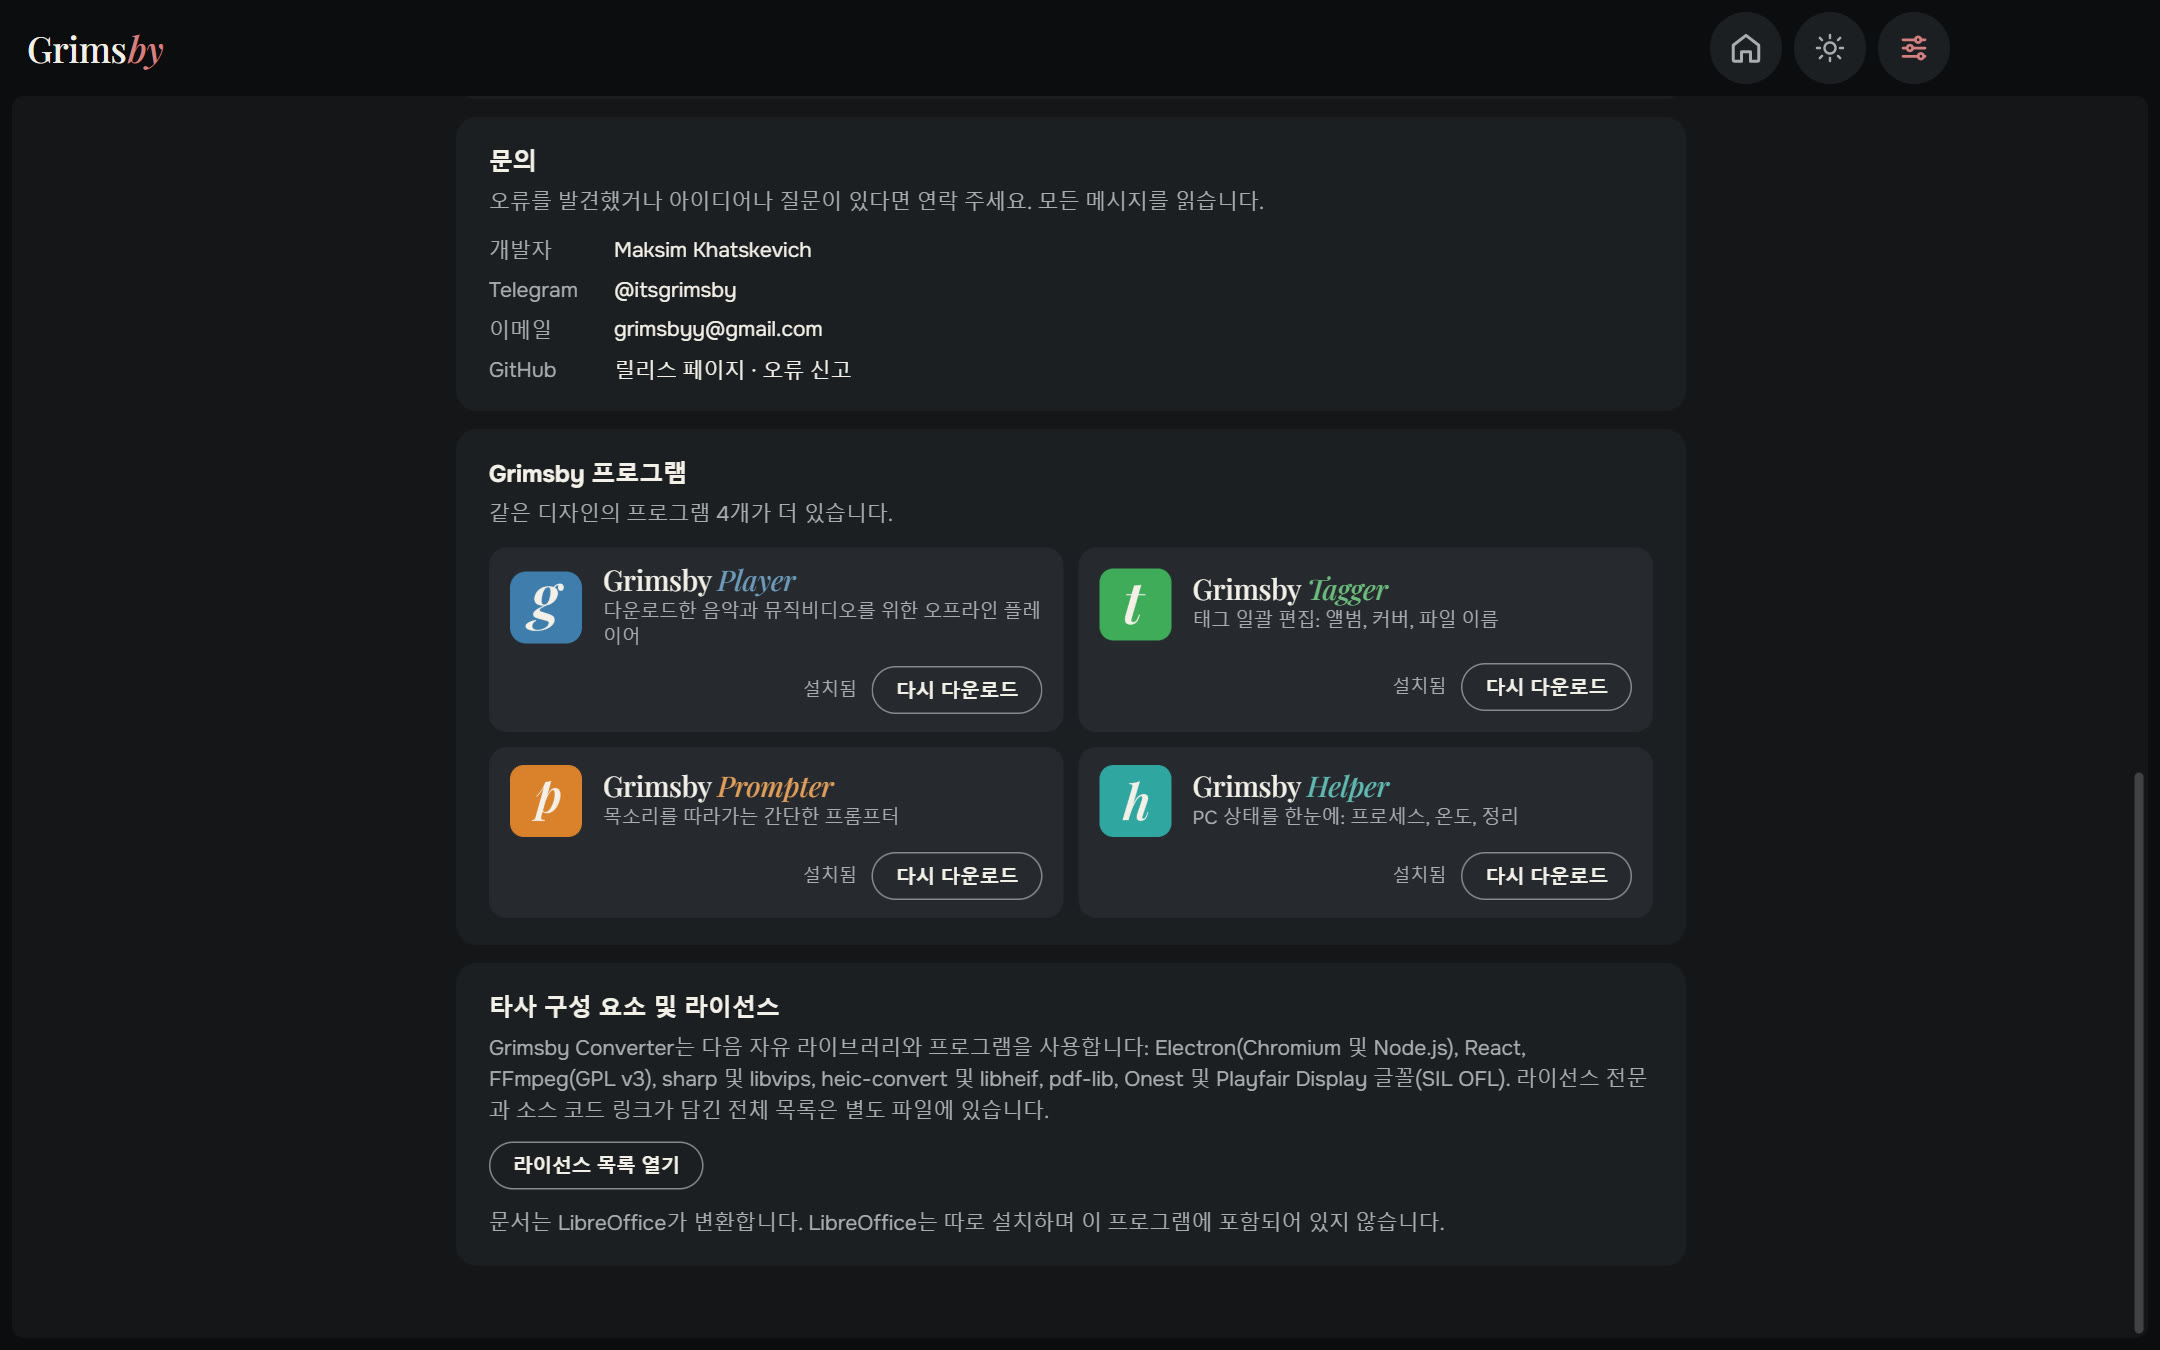 Grimsby
문의
오류를 발견했거나 아이디어나 질문이 있다면 연락 주세요. 모든 메시지를 읽습니다.
개발자 Maksim Khatskevich
Telegram @itsgrimsby
이메일 grimsbyy@gmail.com
GitHub 릴리스 페이지 · 오류 신고
Grimsby 프로그램
같은 디자인의 프로그램 4개가 더 있습니다.
g
Grimsby Player
다운로드한 음악과 뮤직비디오를 위한 오프라인 플레
이어
설치됨 다시 다운로드
t
Grimsby Tagger
태그 일괄 편집: 앨범, 커버, 파일 이름
설치됨 다시 다운로드
p
Grimsby Prompter
목소리를 따라가는 간단한 프롬프터
설치됨 다시 다운로드
h
Grimsby Helper
PC 상태를 한눈에: 프로세스, 온도, 정리
설치됨 다시 다운로드
타사 구성 요소 및 라이선스
Grimsby Converter는 다음 자유 라이브러리와 프로그램을 사용합니다: Electron(Chromium 및 Node.js), React,
FFmpeg(GPL v3), sharp 및 libvips, heic-convert 및 libheif, pdf-lib, Onest 및 Playfair Display 글꼴(SIL OFL). 라이선스 전문
과 소스 코드 링크가 담긴 전체 목록은 별도 파일에 있습니다.
라이선스 목록 열기
문서는 LibreOffice가 변환합니다. LibreOffice는 따로 설치하며 이 프로그램에 포함되어 있지 않습니다.